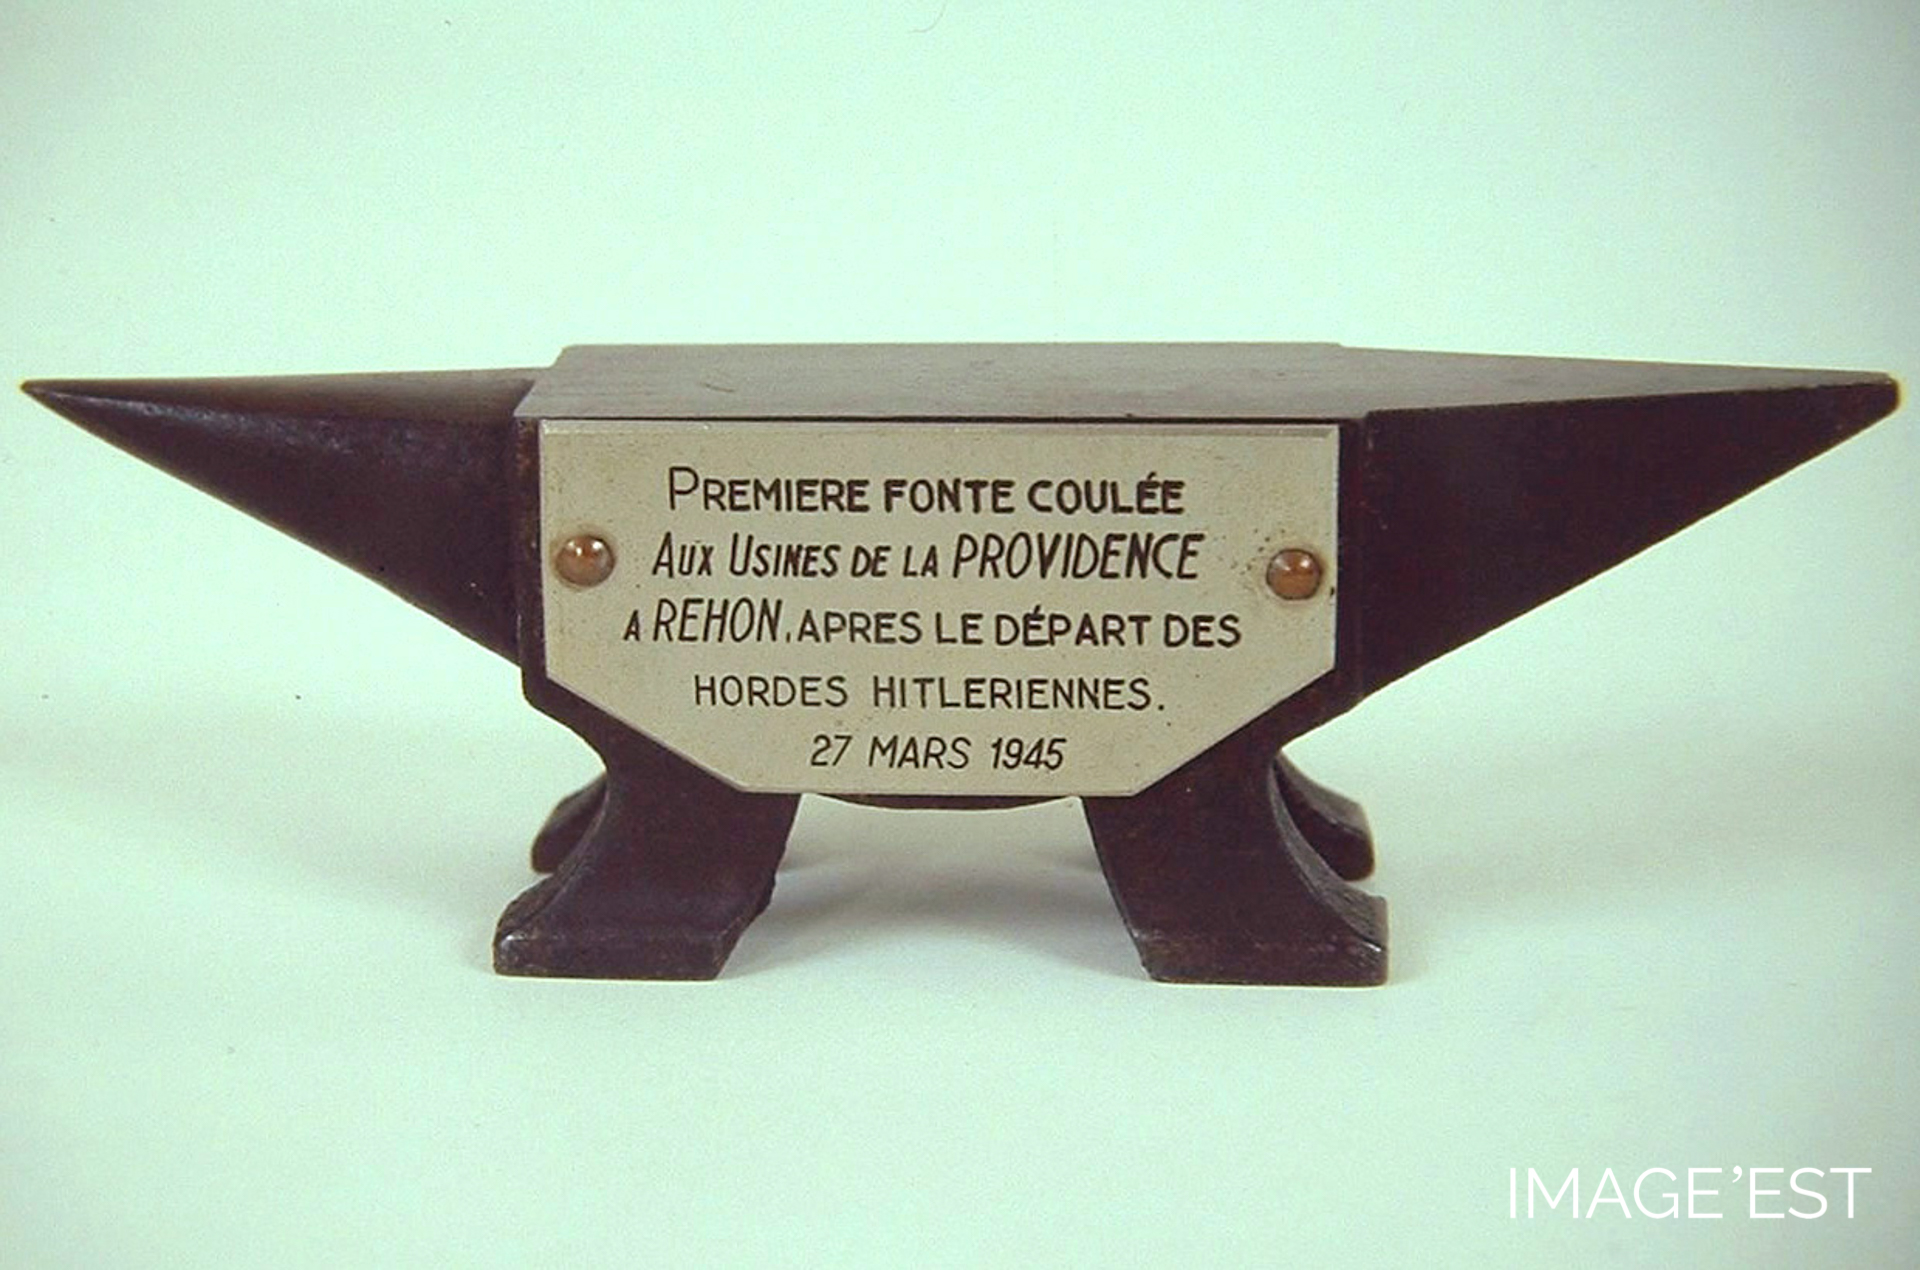 PREMIERE FONTE COULÉE
AUX USINES DE LA PROVIDENCE
A REHON, APRES LE DÉPART DES
HORDES HITLERIENNES.
27 MARS 1945
IMAGE'EST